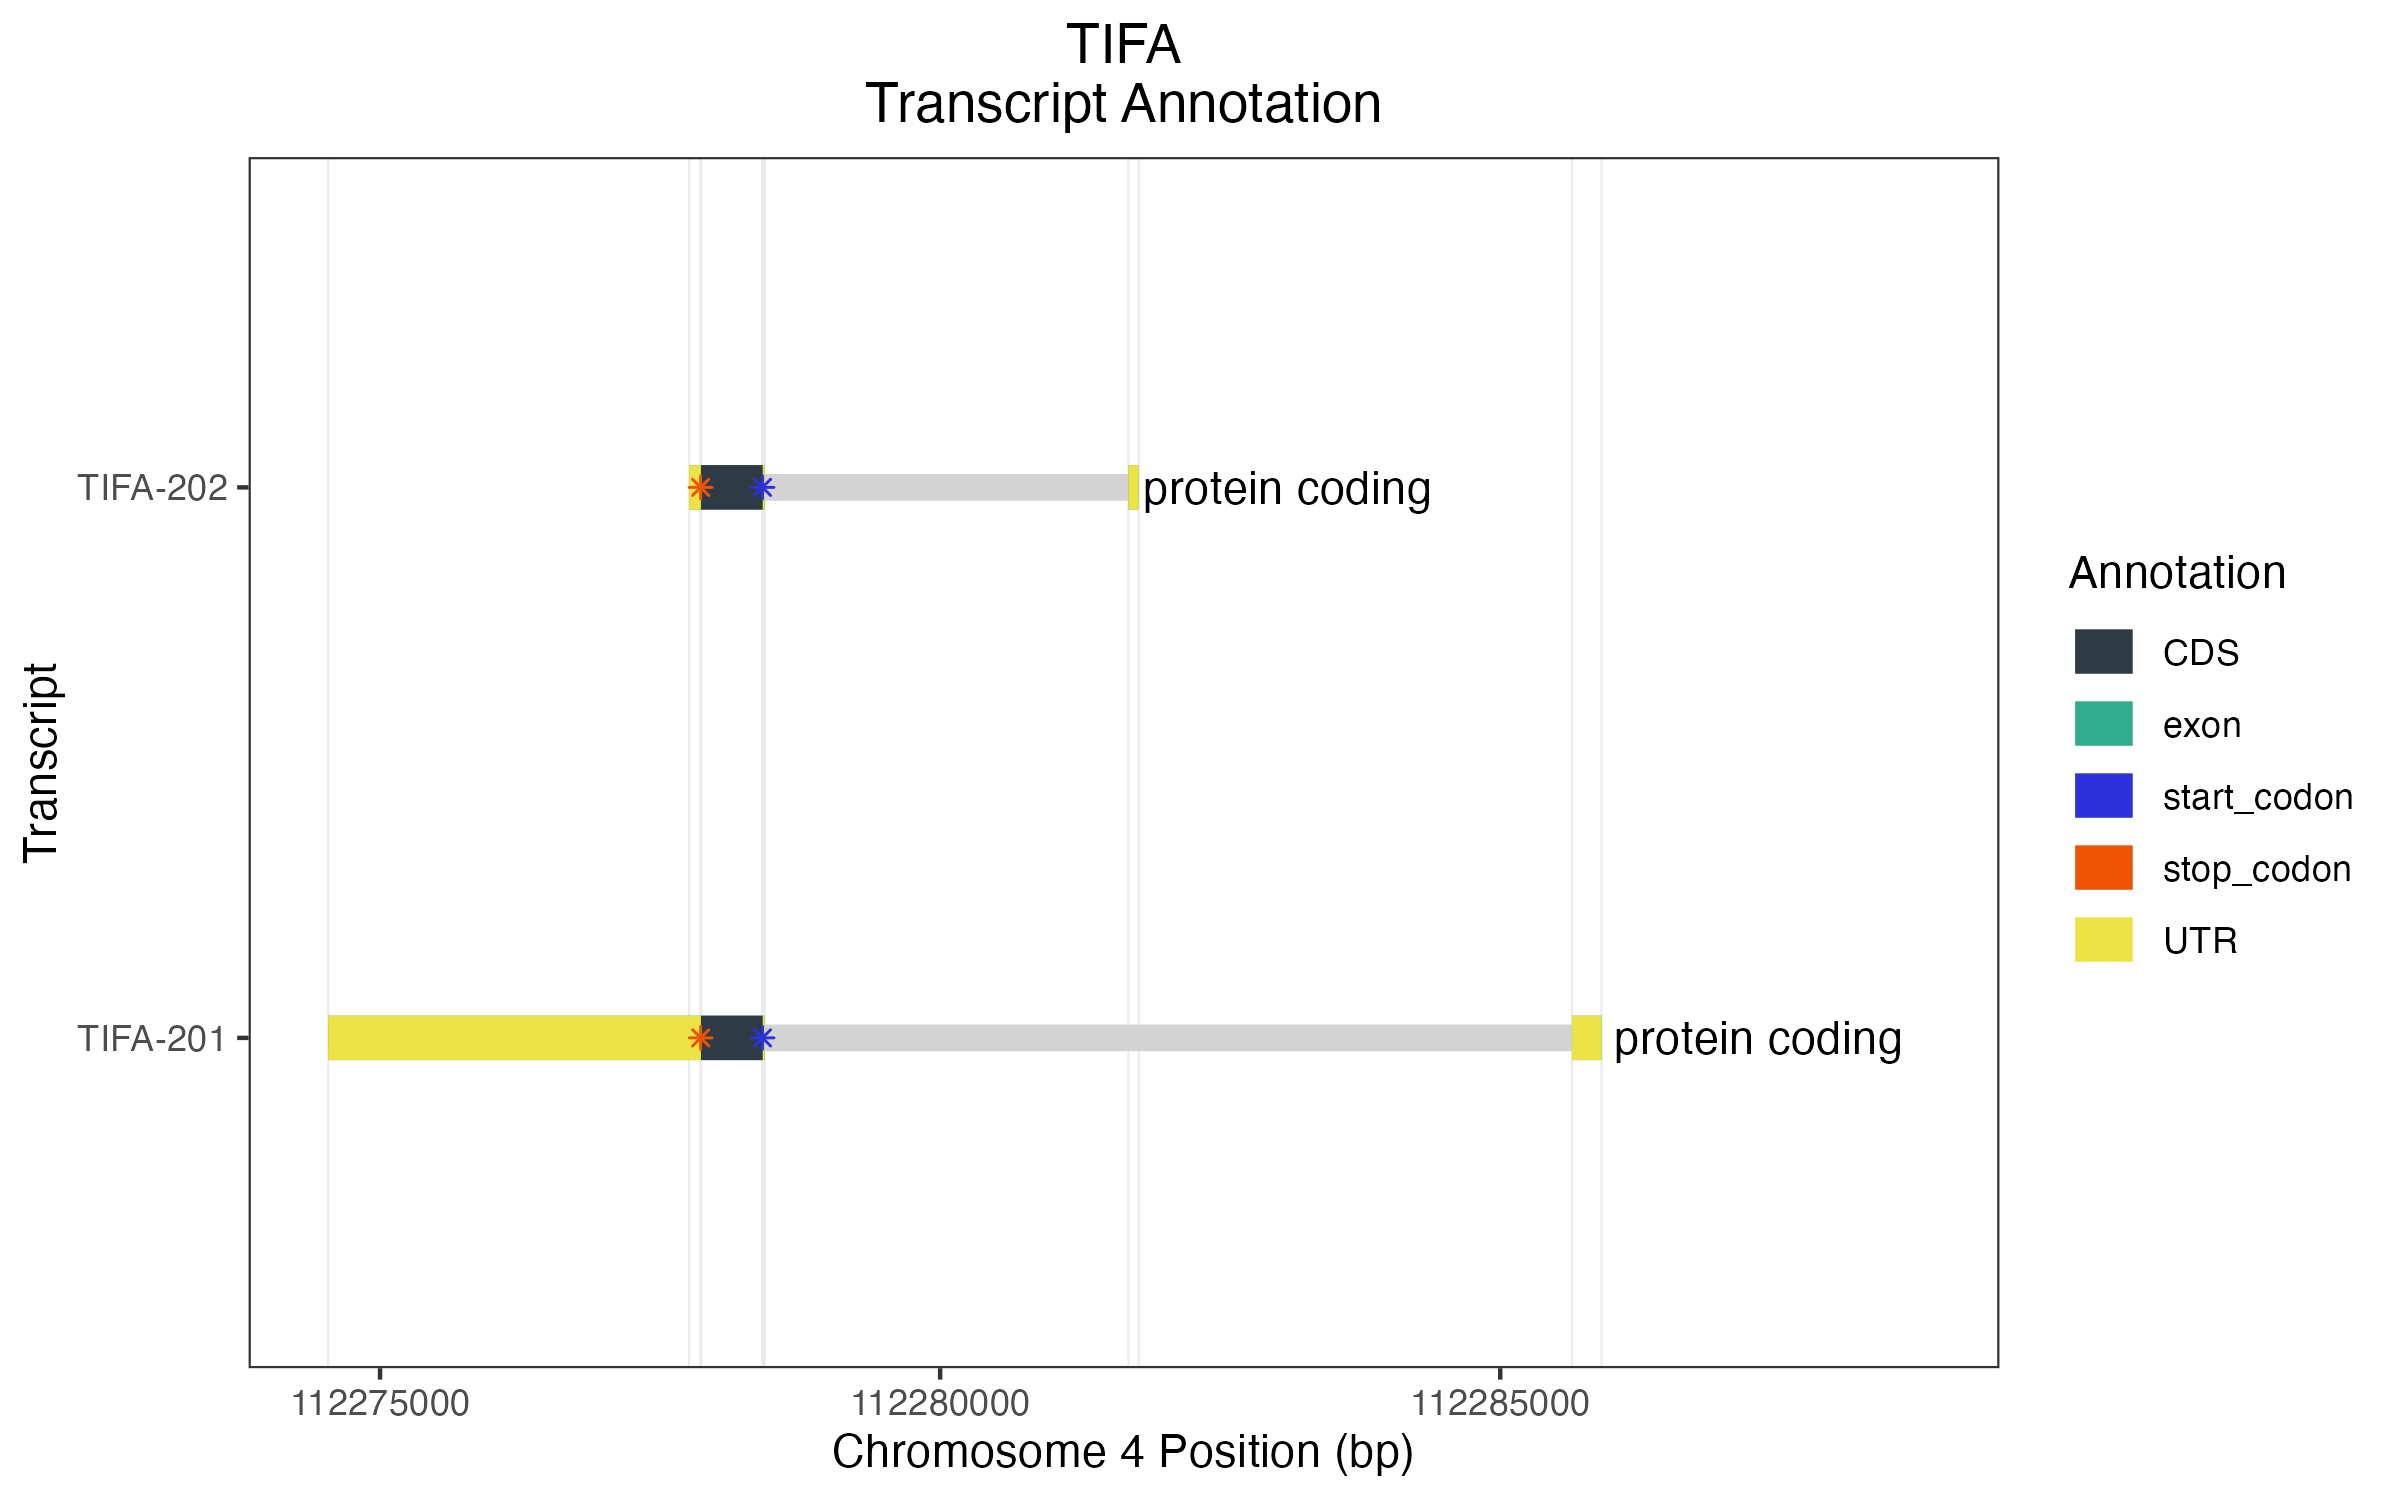 TIFA
Transcript Annotation
Transcript
TIFA-202
protein coding
TIFA-201
protein coding
112275000
112280000
112285000
Chromosome 4 Position (bp)
Annotation
CDS
exon
start_codon
stop_codon
UTR